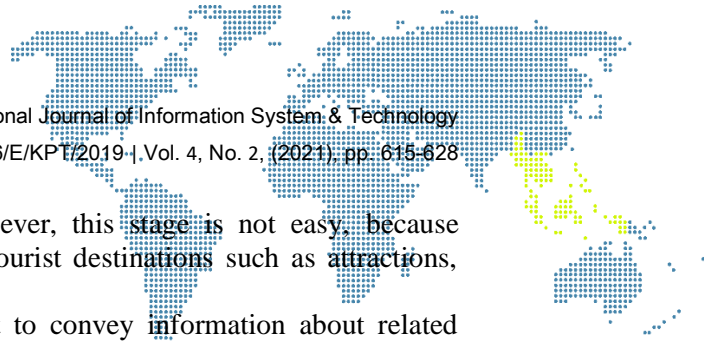 onal Journal of Information System & Technology
6/E/KPT/2019 | Vol. 4, No. 2, (2021), pp. 615-628
ever, this stage is not easy, because
ourist destinations such as attractions,
to convey information about related